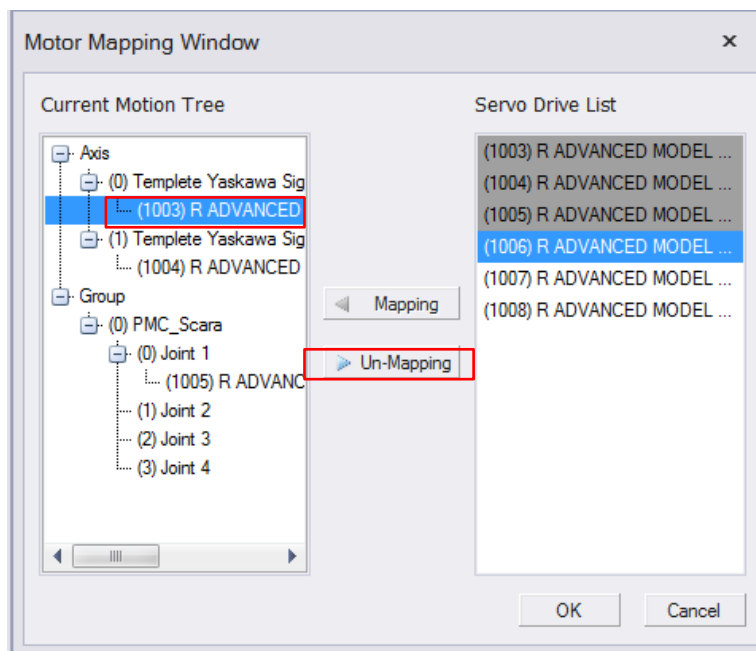 Motor Mapping Window
Current Motion Tree
Axis
(0) Templete Yaskawa Sig
(1003) R ADVANCED
(1) Templete Yaskawa Sig
(1004) R ADVANCED
Group
(0) PMC_Scara
(0) Joint 1
(1005) R ADVANC
(1) Joint 2
(2) Joint 3
(3) Joint 4
Mapping
Un-Mapping
Servo Drive List
(1003) R ADVANCED MODEL ...
(1004) R ADVANCED MODEL ...
(1005) R ADVANCED MODEL ...
(1006) R ADVANCED MODEL ...
(1007) R ADVANCED MODEL ...
(1008) R ADVANCED MODEL ...
OK
Cancel